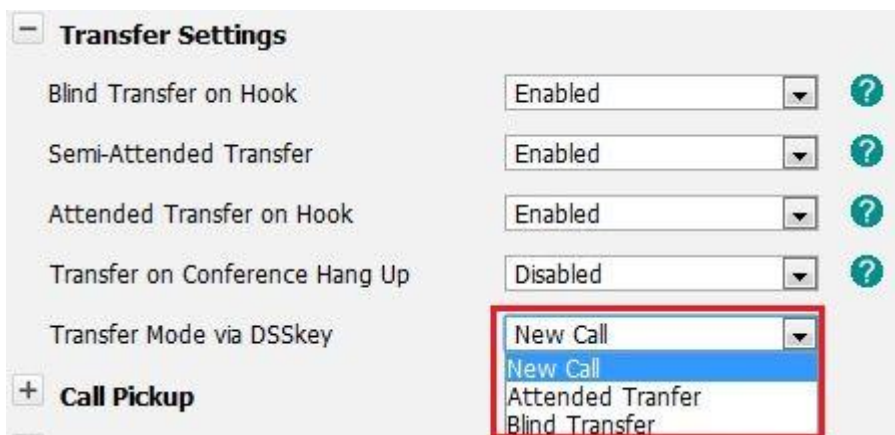 Transfer Settings
Blind Transfer on Hook Enabled
Semi-Attended Transfer Enabled
Attended Transfer on Hook Enabled
Transfer on Conference Hang Up Disabled
Transfer Mode via DSSkey New Call
New Call
Call Pickup Attended Tranfer
Blind Transfer